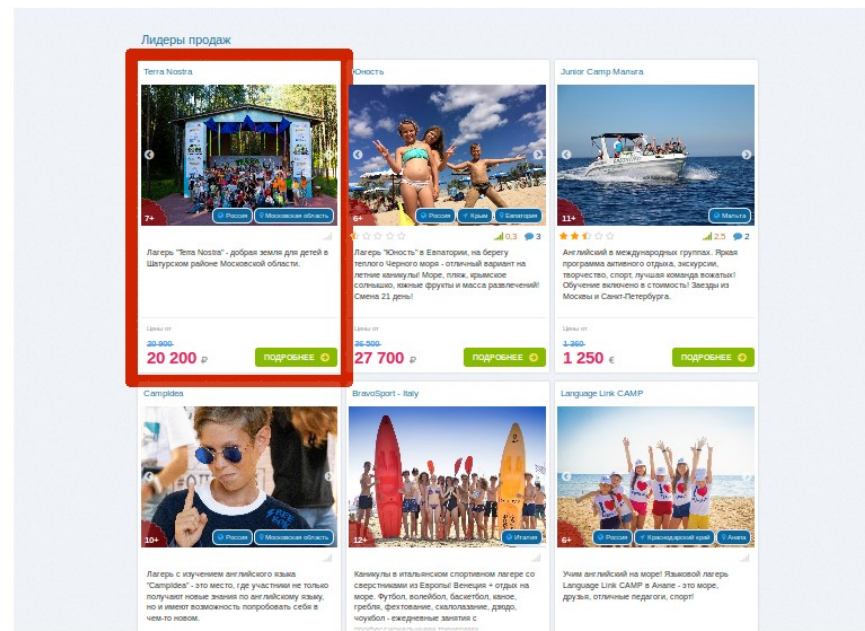 Лидеры продаж
Terra Nostra
7+
Россия
Московская область
Лагерь "Terra Nostra" - добрая земля для детей в
Шатурском районе Московской области.
Цены от
20 900
20 200 ₽
ПОДРОБНЕЕ
Юность
6+
Россия
Крым
Евпатория
0,3
3
Лагерь "Юность" в Евпатории, на берегу
теплого Черного моря - отличный вариант на
летние каникулы! Море, пляж, крымское
солнышко, южные фрукты и масса развлечений!
Смена 21 день!
Цены от
36 500
27 700 ₽
ПОДРОБНЕЕ
Junior Camp Мальта
11+
Мальта
2,5
2
Английский в международных группах. Яркая
программа активного отдыха, экскурсии,
творчество, спорт, лучшая команда вожатых!
Обучение включено в стоимость! Заезды из
Москвы и Санкт-Петербурга.
Цены от
1 360
1 250 €
ПОДРОБНЕЕ
CampIdea
10+
Россия
Московская область
Лагерь с изучением английского языка
"CampIdea" - это место, где участники не только
получают новые знания по английскому языку,
но и имеют возможность попробовать себя в
чем-то новом.
BravoSport - Italy
12+
Италия
Каникулы в итальянском спортивном лагере со
сверстниками из Европы! Венеция + отдых на
море. Футбол, волейбол, баскетбол, каное,
гребля, фехтование, скалолазание, дзюдо,
чоукбол - ежедневные занятия с
профессиональными тренерами
Language Link CAMP
6+
Россия
Краснодарский край
Анапа
Учим английский на море! Языковой лагерь
Language Link CAMP в Анапе - это море,
друзья, отличные педагоги, спорт!